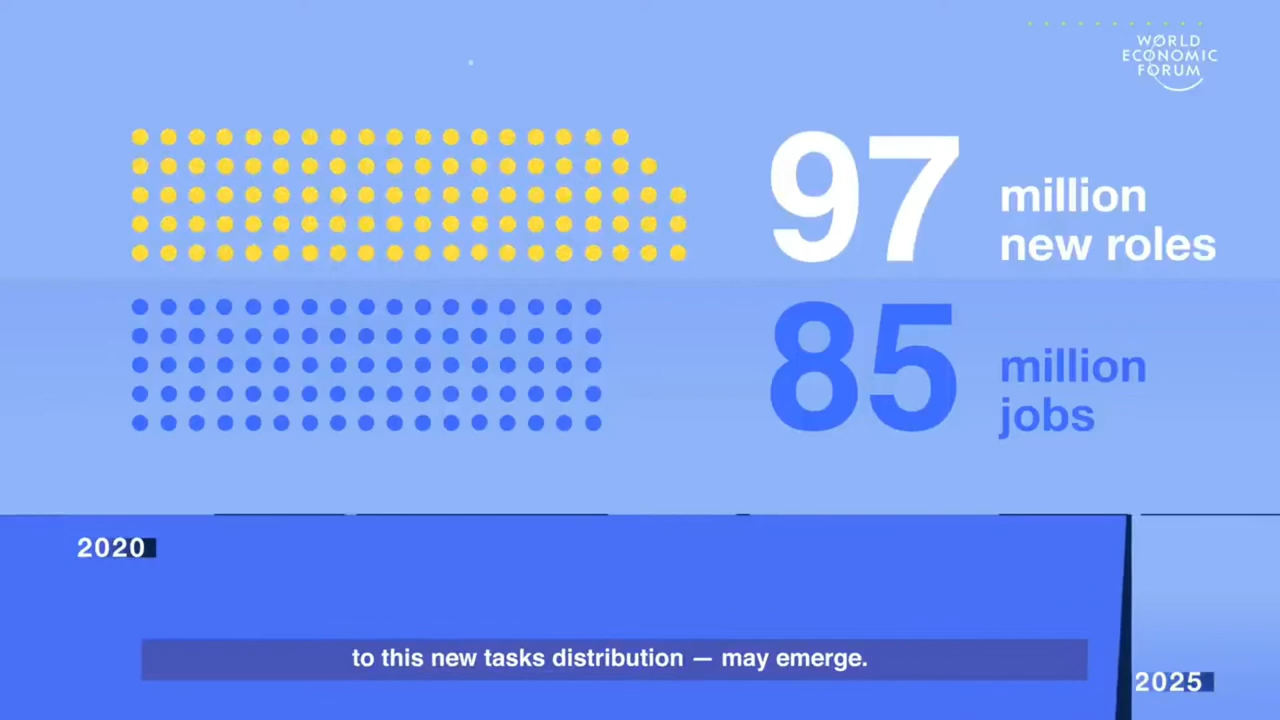 WORLD
ECONOMIC
FORUM
97 million
new roles
85 million
jobs
2020
to this new tasks distribution — may emerge.
2025